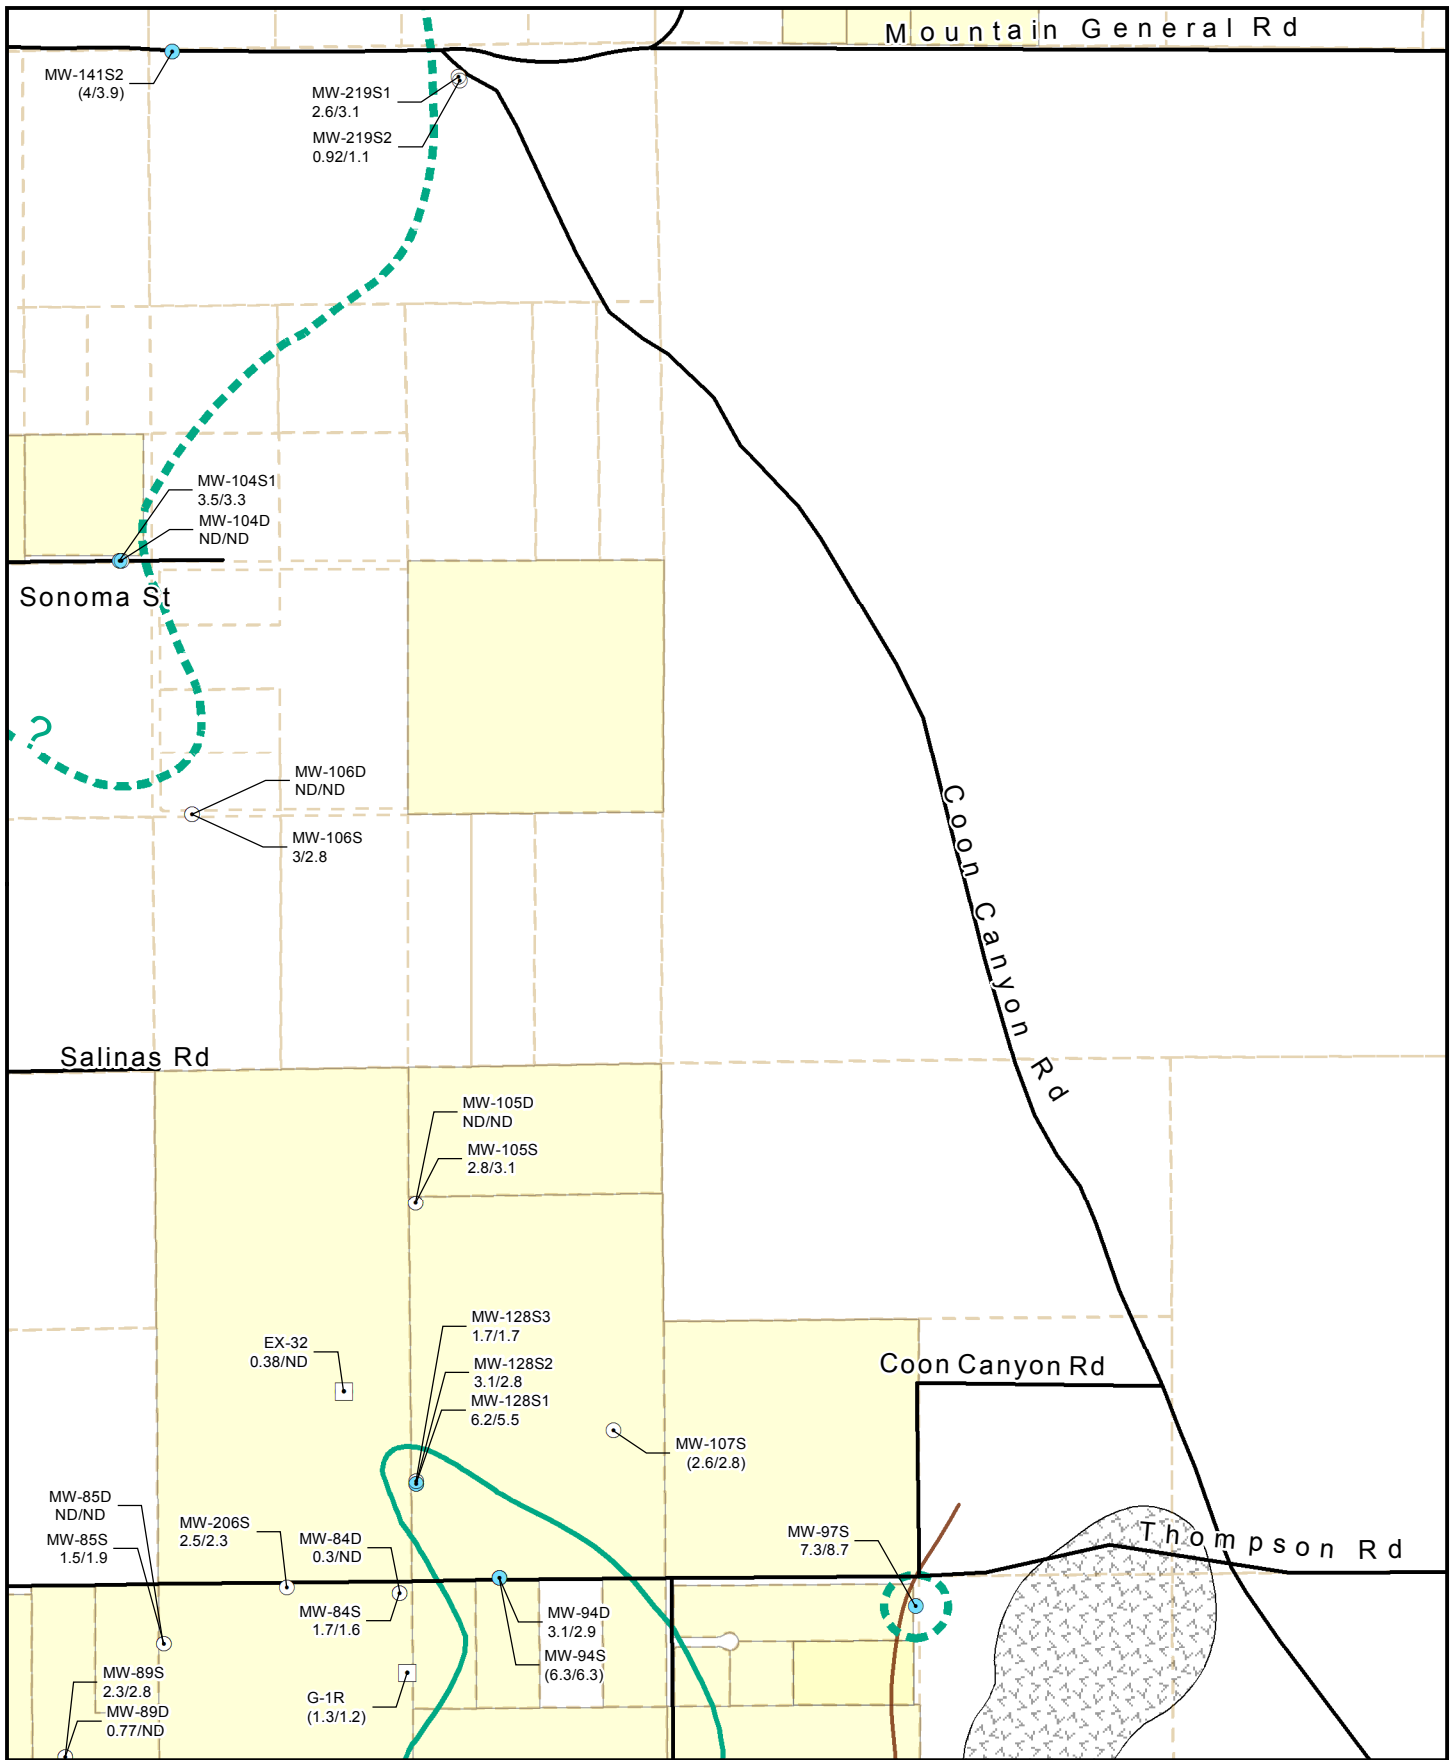 Mountain General Rd
MW-141S2
(4/3.9)
MW-219S1
2.6/3.1
MW-219S2
0.92/1.1
MW-104S1
3.5/3.3
MW-104D
ND/ND
Sonoma St
?
MW-106D
ND/ND
MW-106S
3/2.8
Coon Canyon Rd
Salinas Rd
MW-105D
ND/ND
MW-105S
2.8/3.1
MW-128S3
1.7/1.7
EX-32
0.38/ND
MW-128S2
3.1/2.8
MW-128S1
6.2/5.5
Coon Canyon Rd
MW-107S
(2.6/2.8)
MW-85D
ND/ND
MW-85S
1.5/1.9
MW-206S
2.5/2.3
MW-84D
0.3/ND
MW-97S
7.3/8.7
Thompson Rd
MW-84S
1.7/1.6
MW-94D
3.1/2.9
MW-94S
(6.3/6.3)
MW-89S
2.3/2.8
MW-89D
0.77/ND
G-1R
(1.3/1.2)